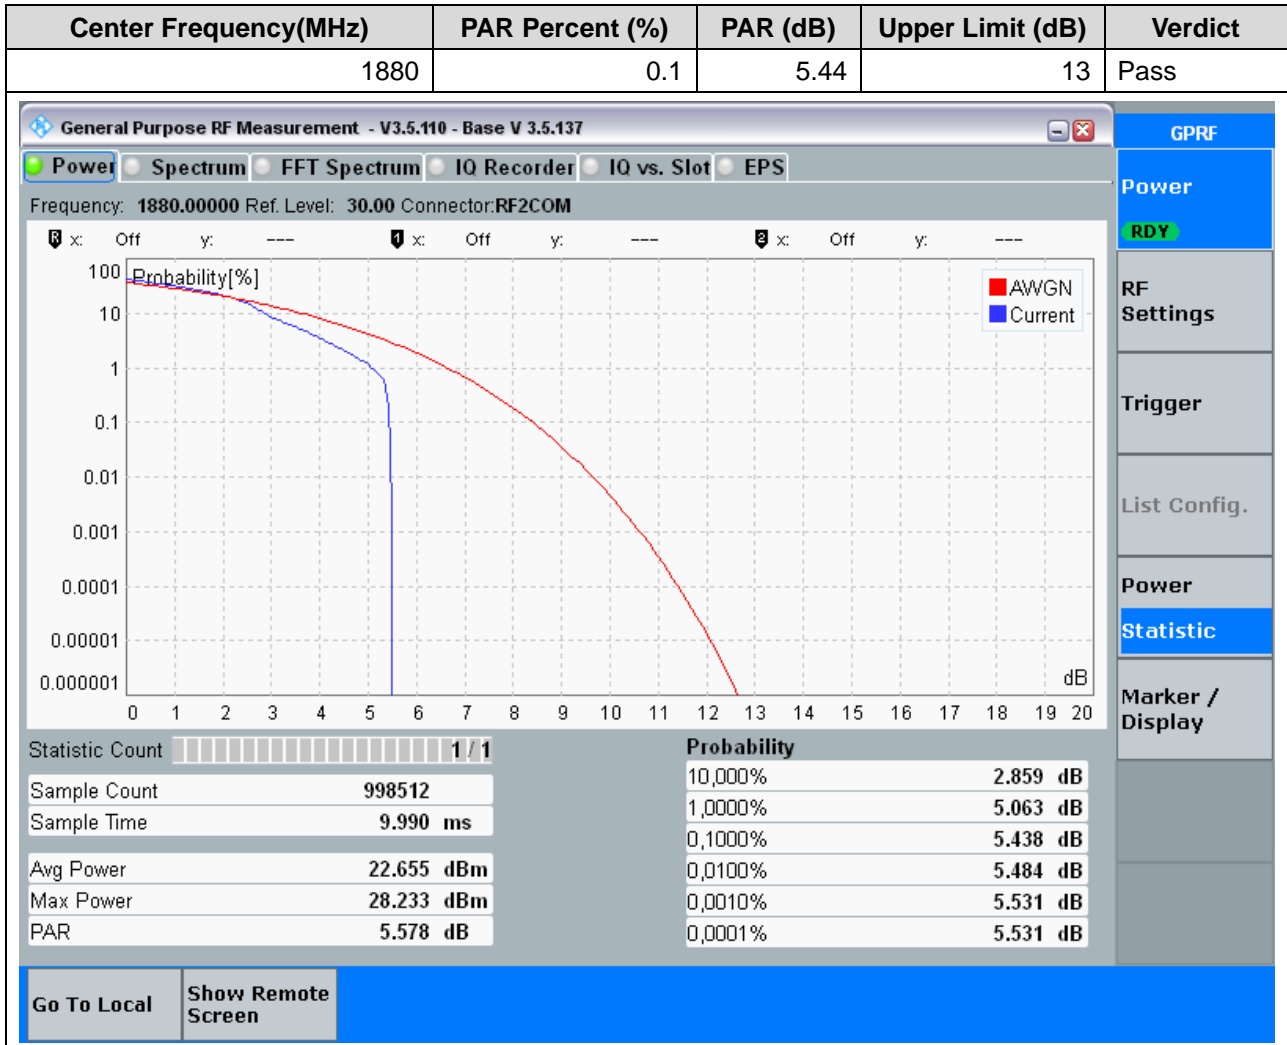 Center Frequency(MHz) PAR Percent (%) PAR (dB) Upper Limit (dB) Verdict
1880 0.1 5.44 13 Pass
General Purpose RF Measurement - V3.5.110 - Base V 3.5.137
GPRF
Power Spectrum FFT Spectrum IQ Recorder IQ vs. Slot EPS
Frequency: 1880.00000 Ref. Level: 30.00 Connector:RF2COM
R x: Off y: --- 1 x: Off y: --- 2 x: Off y: ---
Probability[%]
AWGN
Current
100
10
1
0.1
0.01
0.001
0.0001
0.00001
0.000001
dB
0 1 2 3 4 5 6 7 8 9 10 11 12 13 14 15 16 17 18 19 20
Statistic Count 1 / 1
Sample Count 998512
Sample Time 9.990 ms
Avg Power 22.655 dBm
Max Power 28.233 dBm
PAR 5.578 dB
Probability
10,000% 2.859 dB
1,0000% 5.063 dB
0,1000% 5.438 dB
0,0100% 5.484 dB
0,0010% 5.531 dB
0,0001% 5.531 dB
Power
RDY
RF
Settings
Trigger
List Config.
Power
Statistic
Marker /
Display
Go To Local
Show Remote
Screen